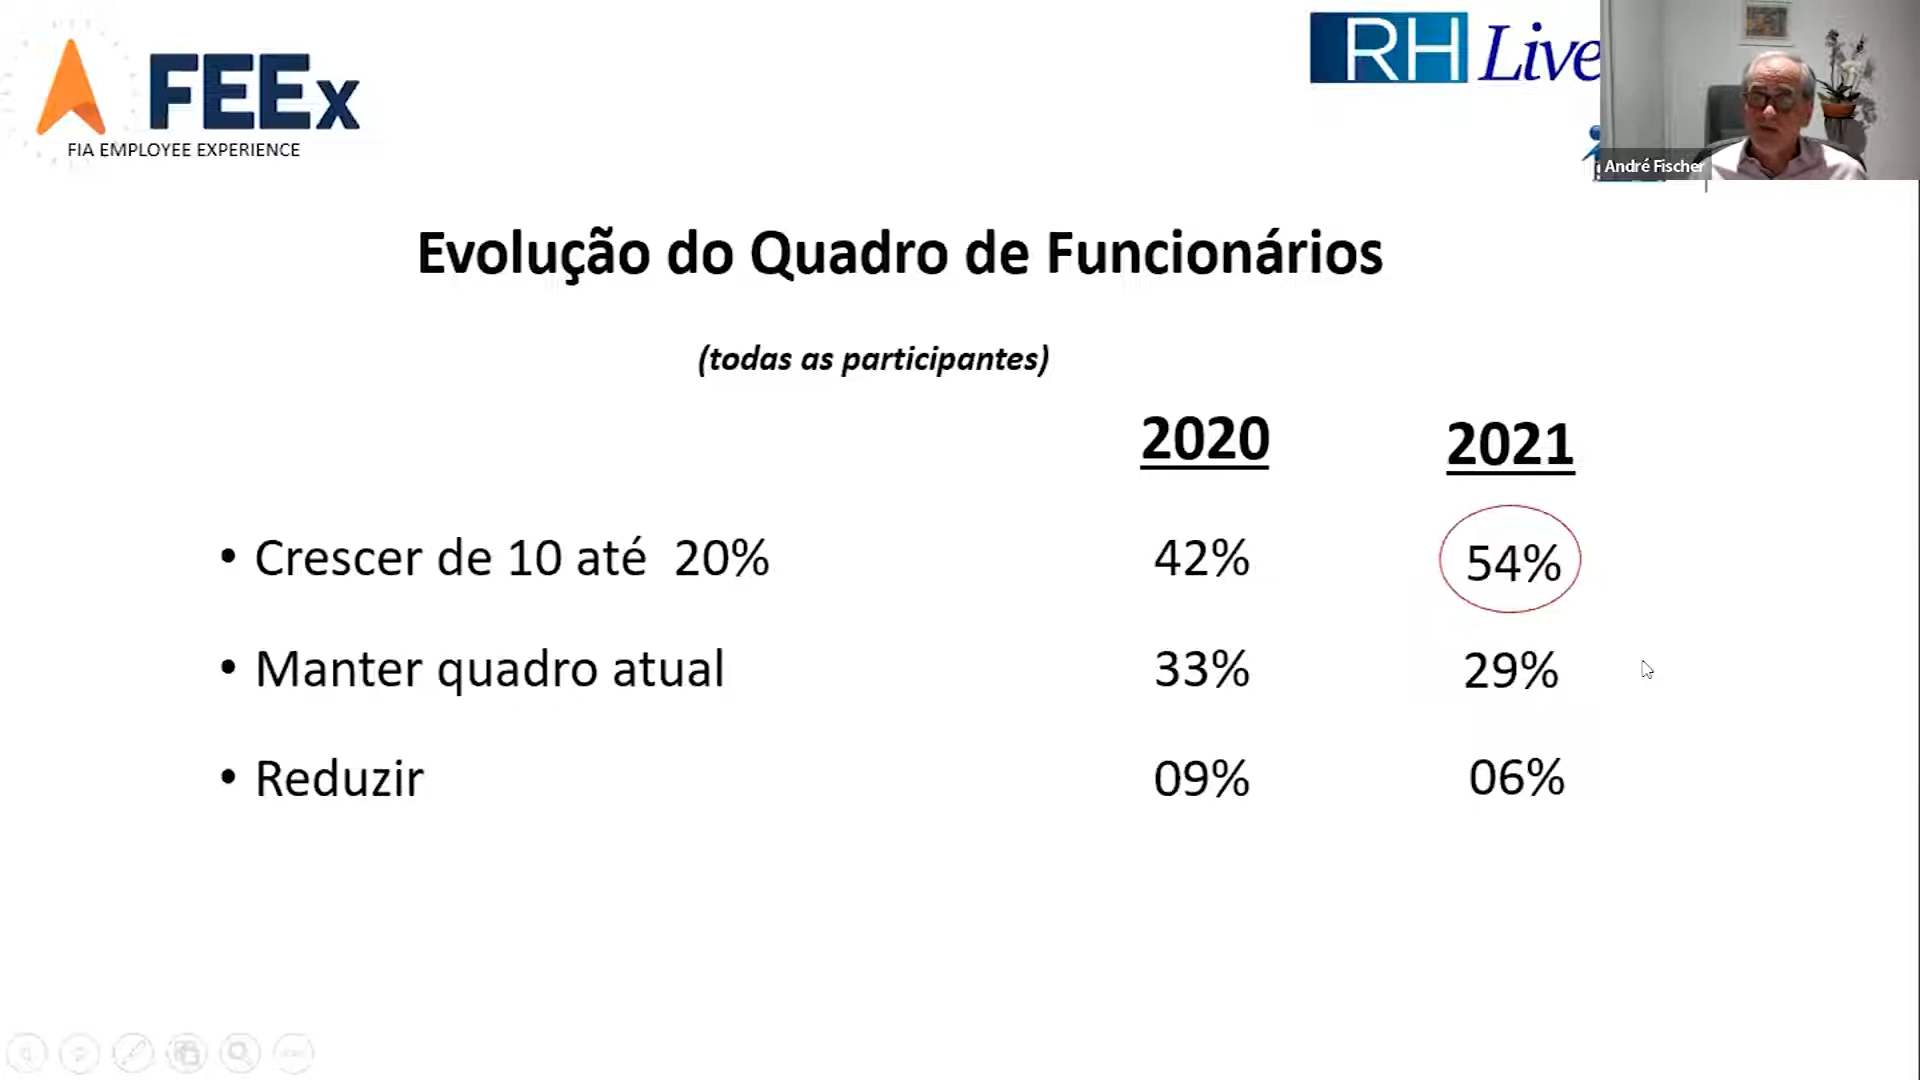 FEEx
FIA EMPLOYEE EXPERIENCE
RH Live
André Fischer
Evolução do Quadro de Funcionários
(todas as participantes)
2020 2021
• Crescer de 10 até 20% 42% 54%
• Manter quadro atual 33% 29%
• Reduzir 09% 06%